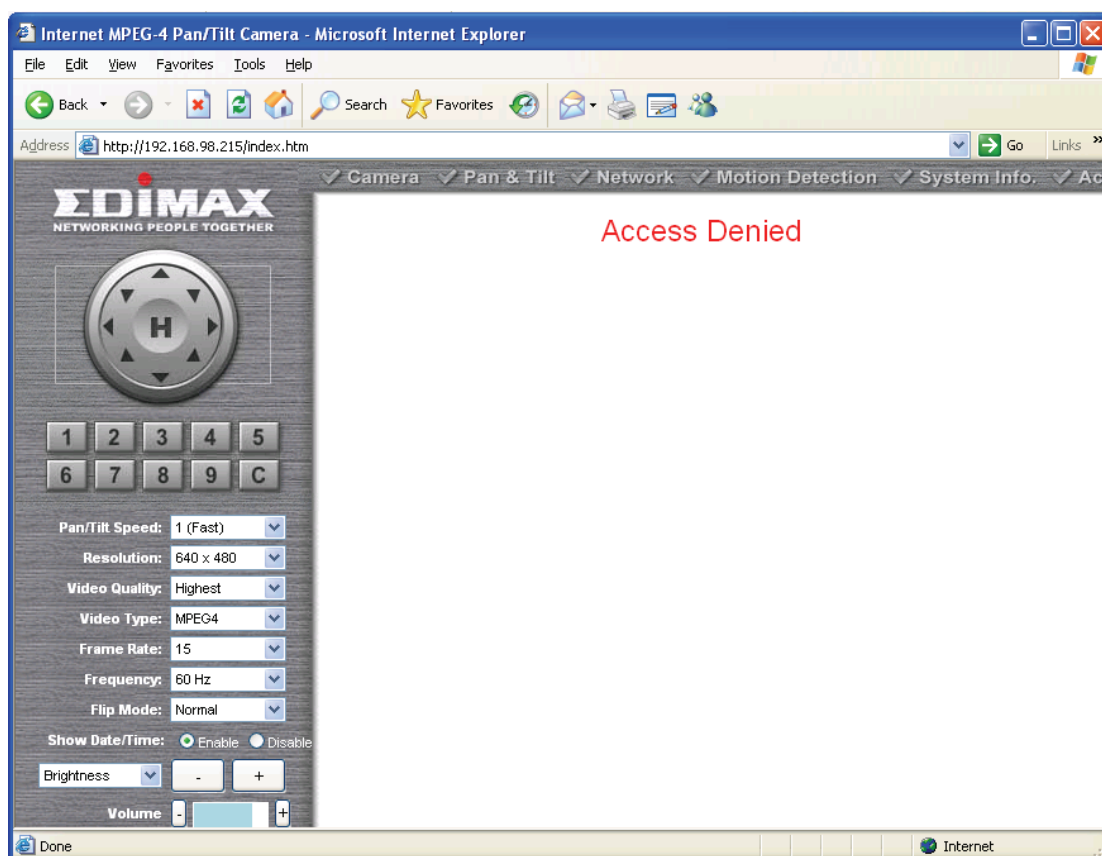 Internet MPEG-4 Pan/Tilt Camera - Microsoft Internet Explorer
File Edit View Favorites Tools Help
Back Search Favorites
Address http://192.168.98.215/index.htm Go Links »
Camera Pan & Tilt Network Motion Detection System Info. Ac
EDIMAX
NETWORKING PEOPLE TOGETHER
Access Denied
H
1 2 3 4 5
6 7 8 9 C
Pan/Tilt Speed: 1 (Fast)
Resolution: 640 x 480
Video Quality: Highest
Video Type: MPEG4
Frame Rate: 15
Frequency: 60 Hz
Flip Mode: Normal
Show Date/Time: Enable Disable
Brightness - +
Volume - +
Done Internet